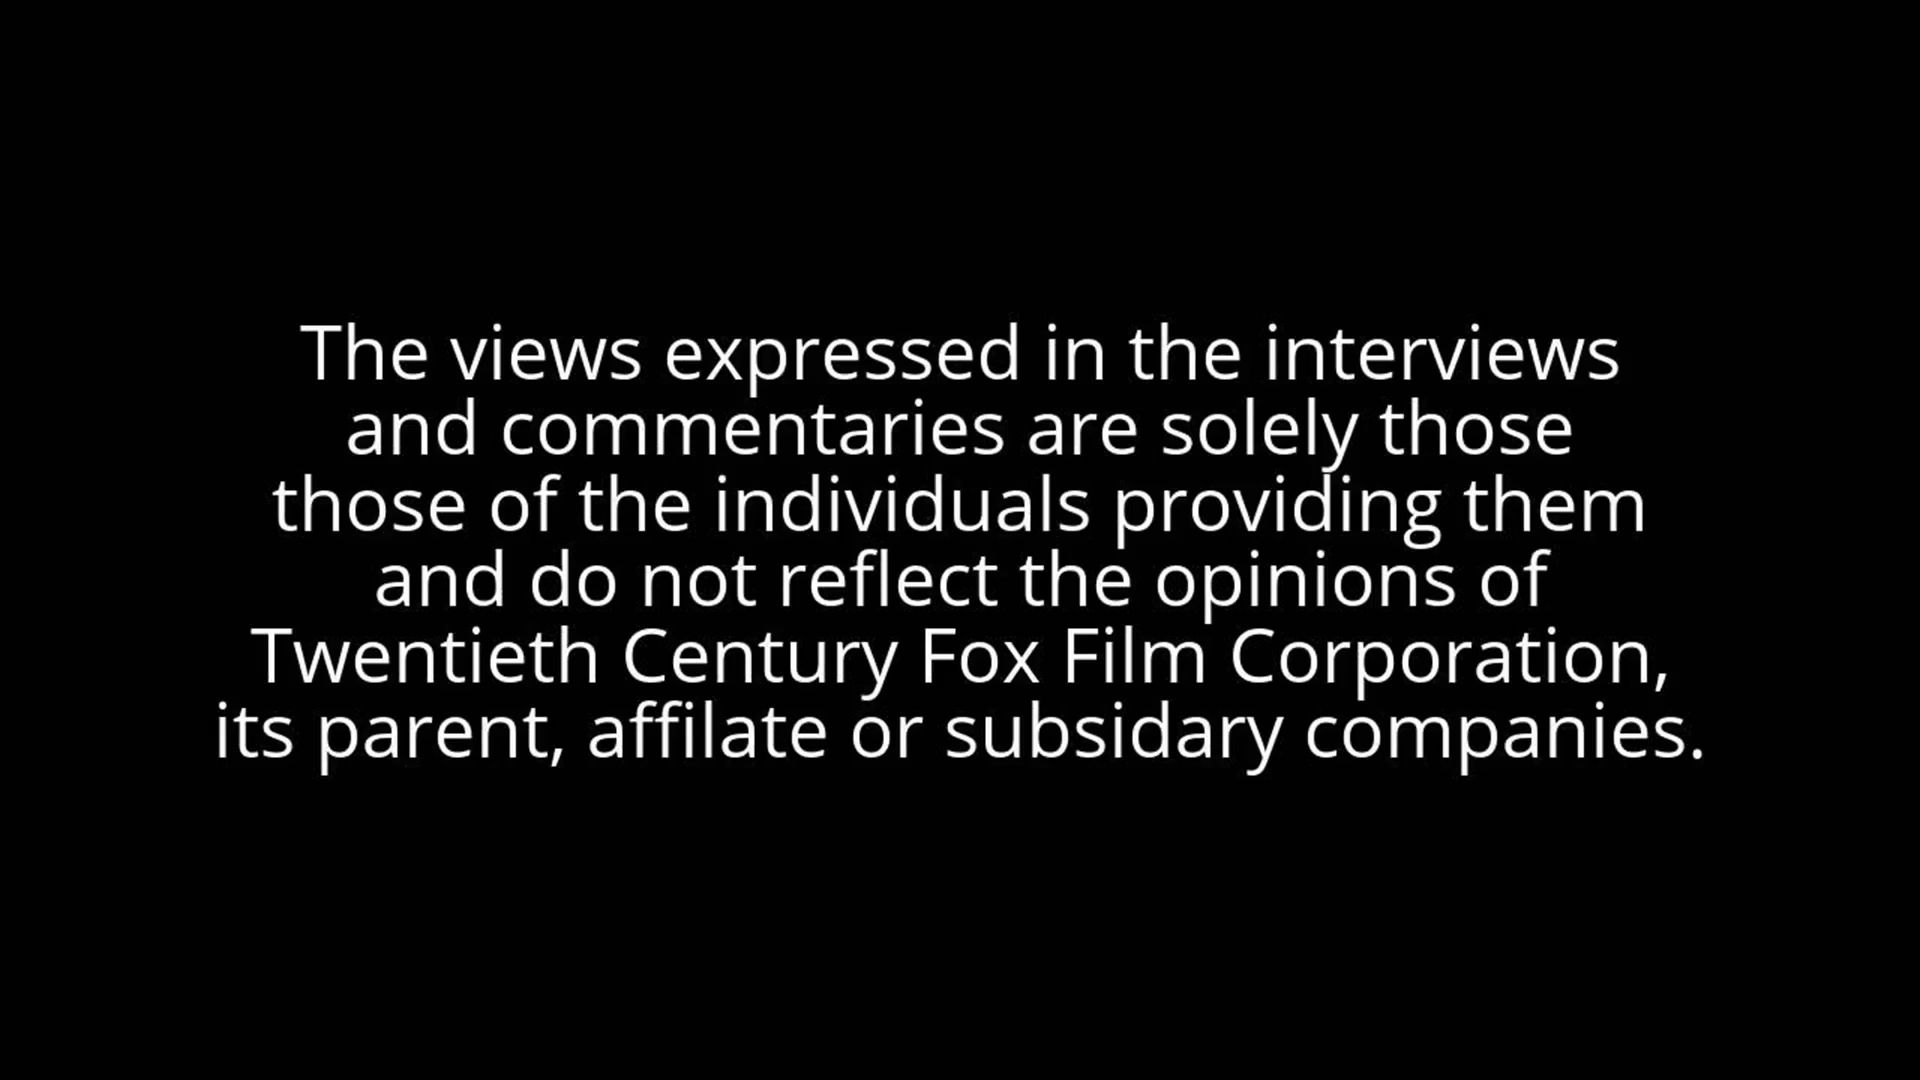 The views expressed in the interviews
and commentaries are solely those
those of the individuals providing them
and do not reflect the opinions of
Twentieth Century Fox Film Corporation,
its parent, affilate or subsidary companies.